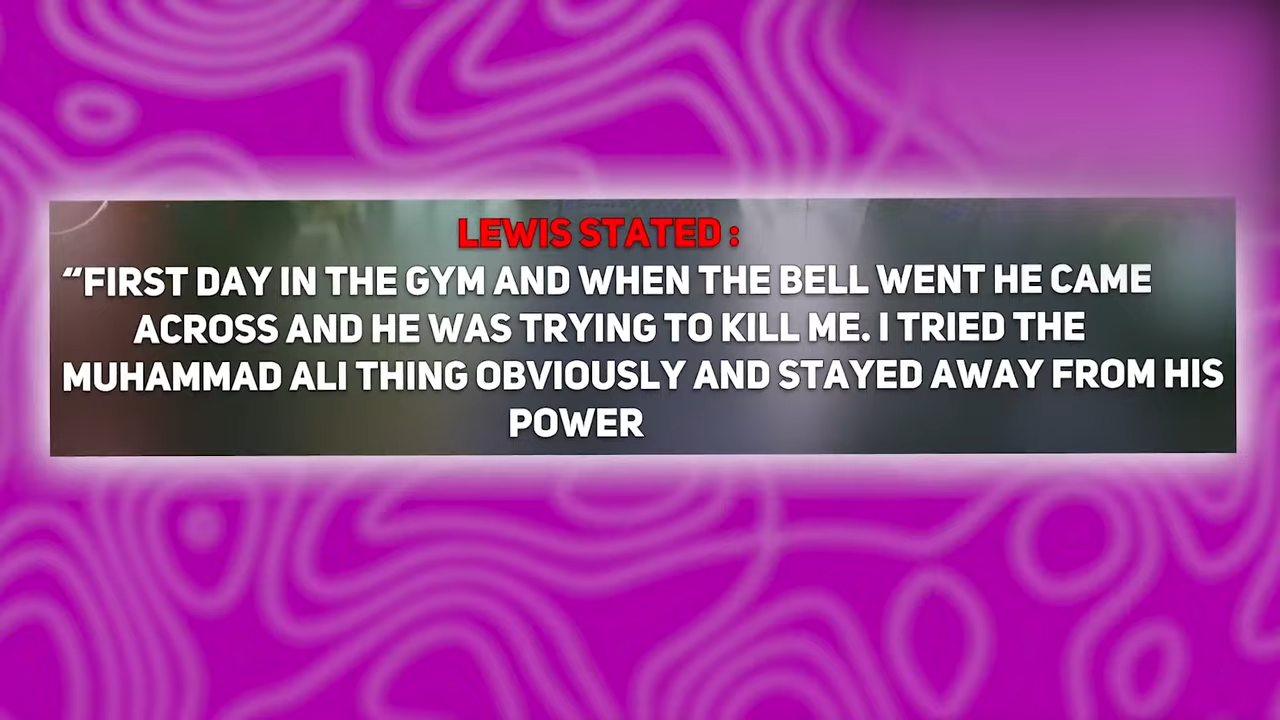 LEWIS STATED :
“FIRST DAY IN THE GYM AND WHEN THE BELL WENT HE CAME
ACROSS AND HE WAS TRYING TO KILL ME. I TRIED THE
MUHAMMAD ALI THING OBVIOUSLY AND STAYED AWAY FROM HIS
POWER